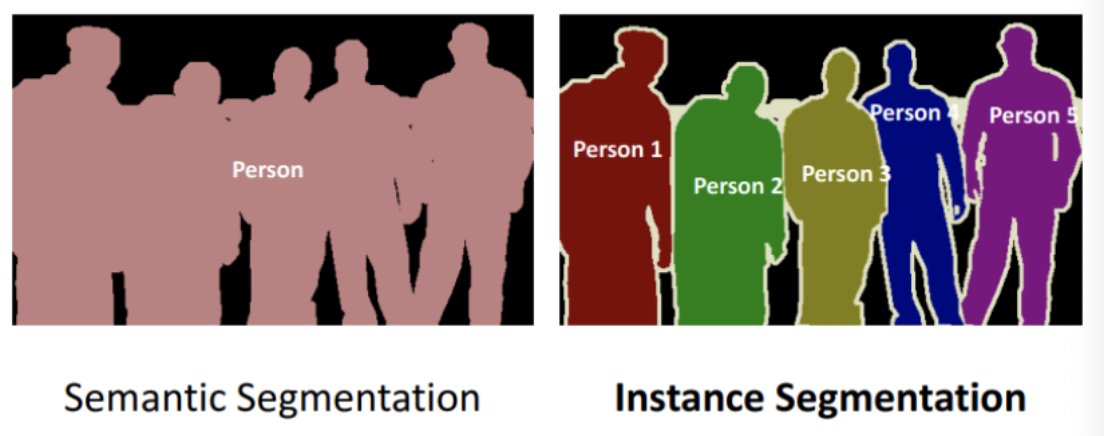 Person
Person 1
Person 2
Person 3
Person 4
Person 5
Semantic Segmentation
Instance Segmentation